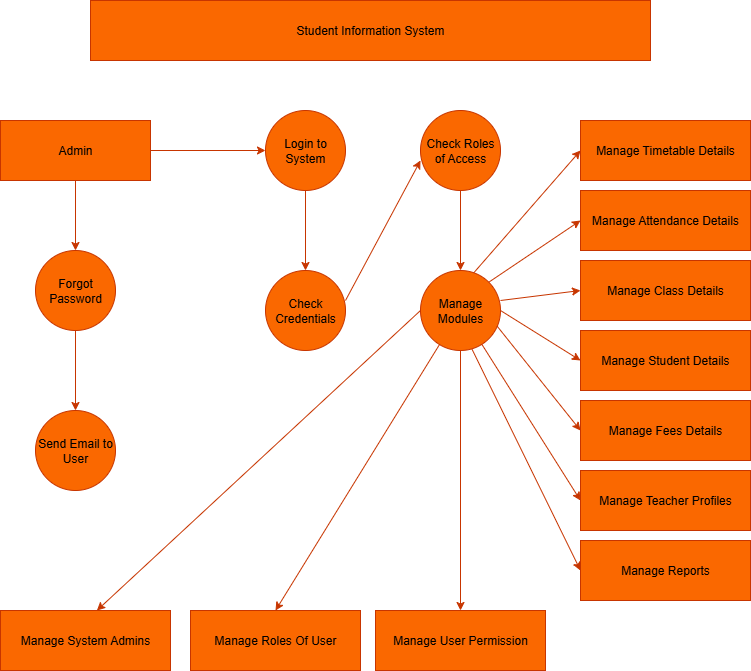 Student Information System
Admin
Login to
System
Check Roles
of Access
Manage Timetable Details
Manage Attendance Details
Forgot
Password
Check
Credentials
Manage
Modules
Manage Class Details
Manage Student Details
Manage Fees Details
Send Email to
User
Manage Teacher Profiles
Manage Reports
Manage System Admins
Manage Roles Of User
Manage User Permission